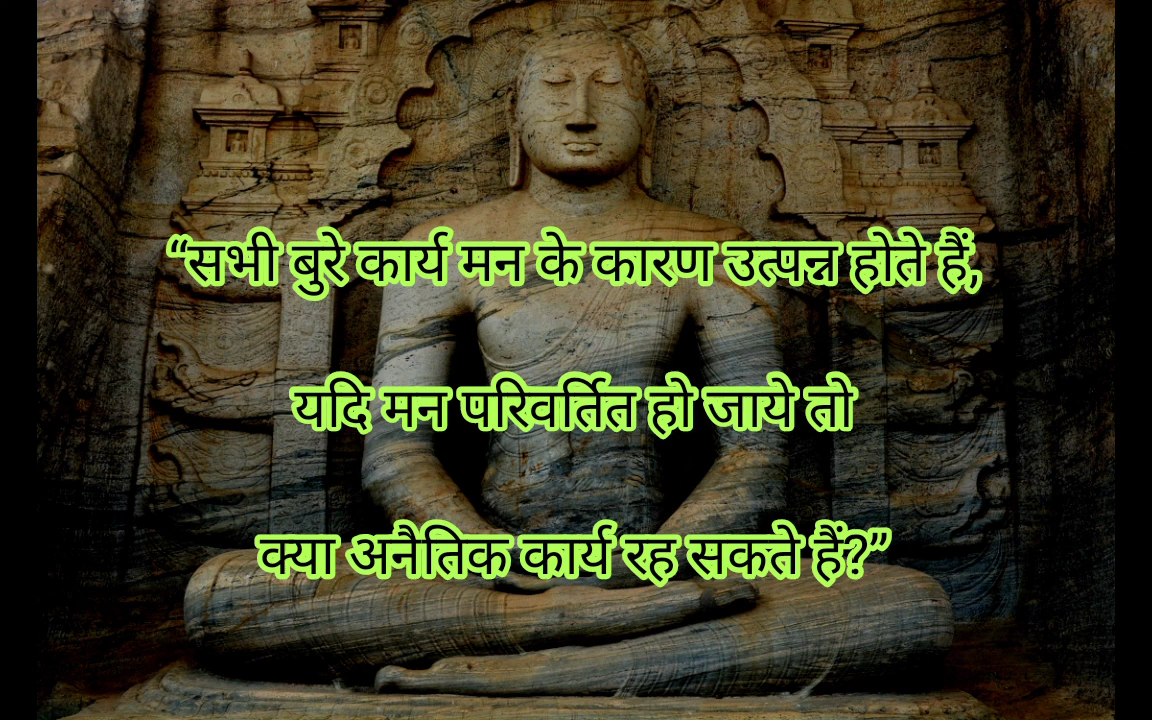 “सभी बुरे कार्य मन के कारण उत्पन्न होते हैं,
यदि मन परिवर्तित हो जाये तो
क्या अनैतिक कार्य रह सकते हैं?”